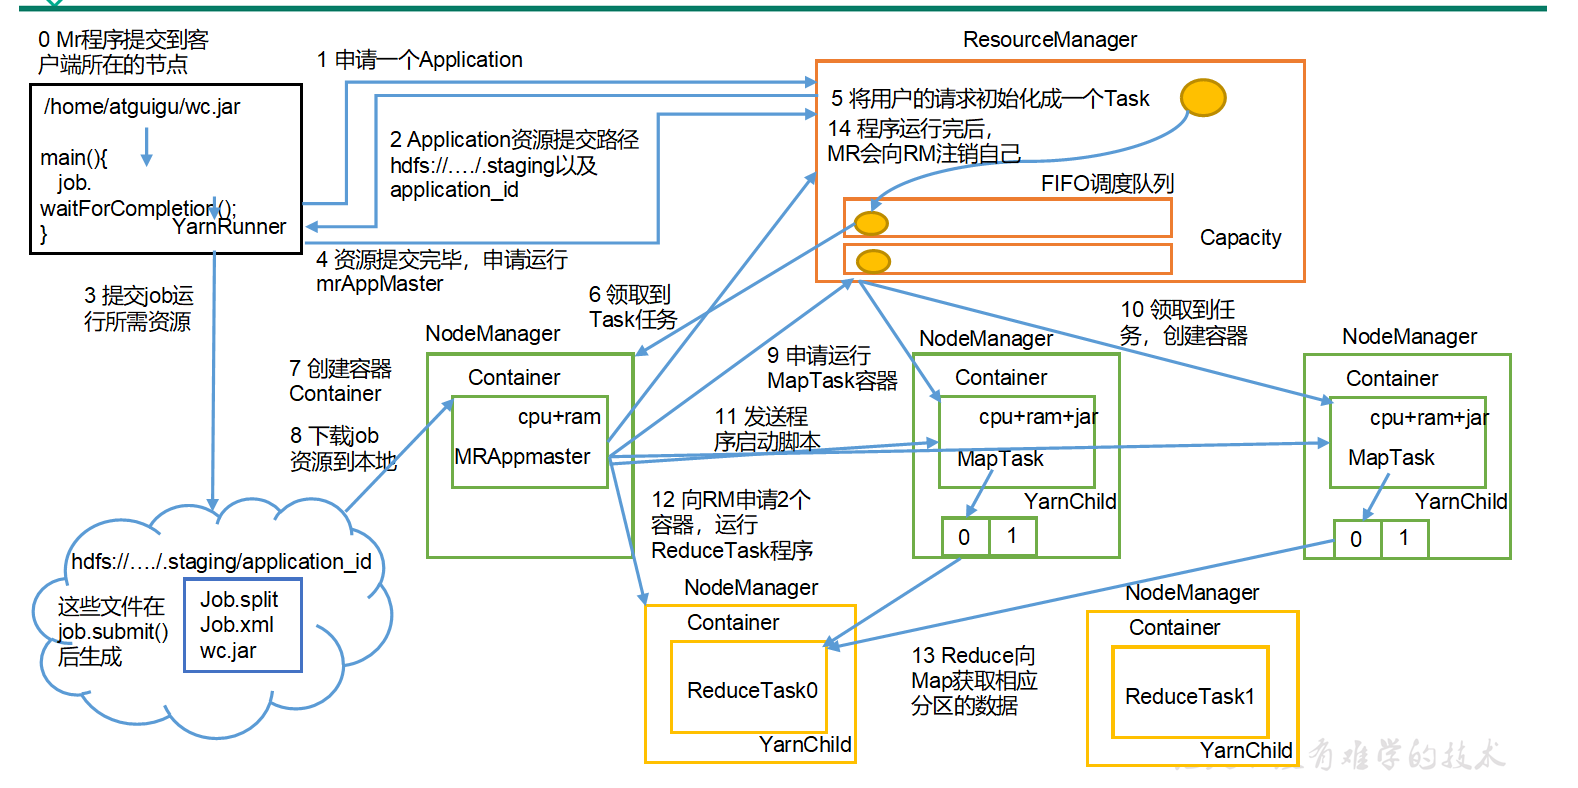 0 Mr程序提交到客
户端所在的节点
/home/atguigu/wc.jar
main(){
job.
waitForCompletion();
YarnRunner
}
1 申请一个Application
2 Application资源提交路径
hdfs://…./.staging以及
application_id
4 资源提交完毕，申请运行
mrAppMaster
3 提交job运
行所需资源
ResourceManager
5 将用户的请求初始化成一个Task
14 程序运行完后，
MR会向RM注销自己
FIFO调度队列
Capacity
6 领取到
Task任务
7 创建容器
Container
8 下载job
资源到本地
NodeManager
Container
cpu+ram
MRAppmaster
9 申请运行
MapTask容器
10 领取到任
务，创建容器
11 发送程
序启动脚本
NodeManager
Container
cpu+ram+jar
MapTask
YarnChild
0 1
NodeManager
Container
cpu+ram+jar
MapTask
YarnChild
0 1
12 向RM申请2个
容器，运行
ReduceTask程序
hdfs://…./.staging/application_id
这些文件在
job.submit()
后生成
Job.split
Job.xml
wc.jar
NodeManager
Container
ReduceTask0
YarnChild
13 Reduce向
Map获取相应
分区的数据
NodeManager
Container
ReduceTask1
YarnChild
有难学的技术